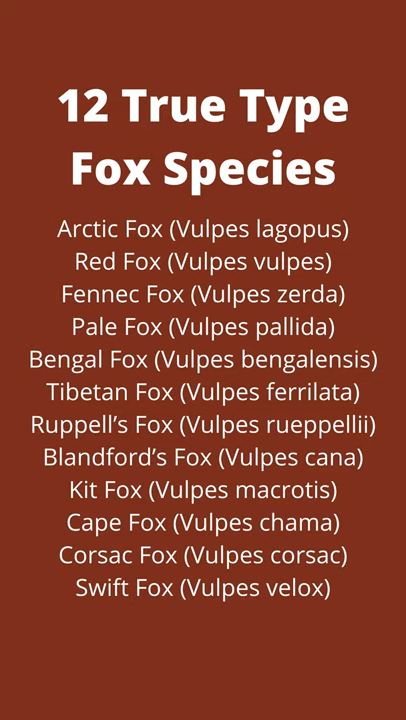 12 True Type
Fox Species
Arctic Fox (Vulpes lagopus)
Red Fox (Vulpes vulpes)
Fennec Fox (Vulpes zerda)
Pale Fox (Vulpes pallida)
Bengal Fox (Vulpes bengalensis)
Tibetan Fox (Vulpes ferrilata)
Ruppell’s Fox (Vulpes rueppellii)
Blandford’s Fox (Vulpes cana)
Kit Fox (Vulpes macrotis)
Cape Fox (Vulpes chama)
Corsac Fox (Vulpes corsac)
Swift Fox (Vulpes velox)